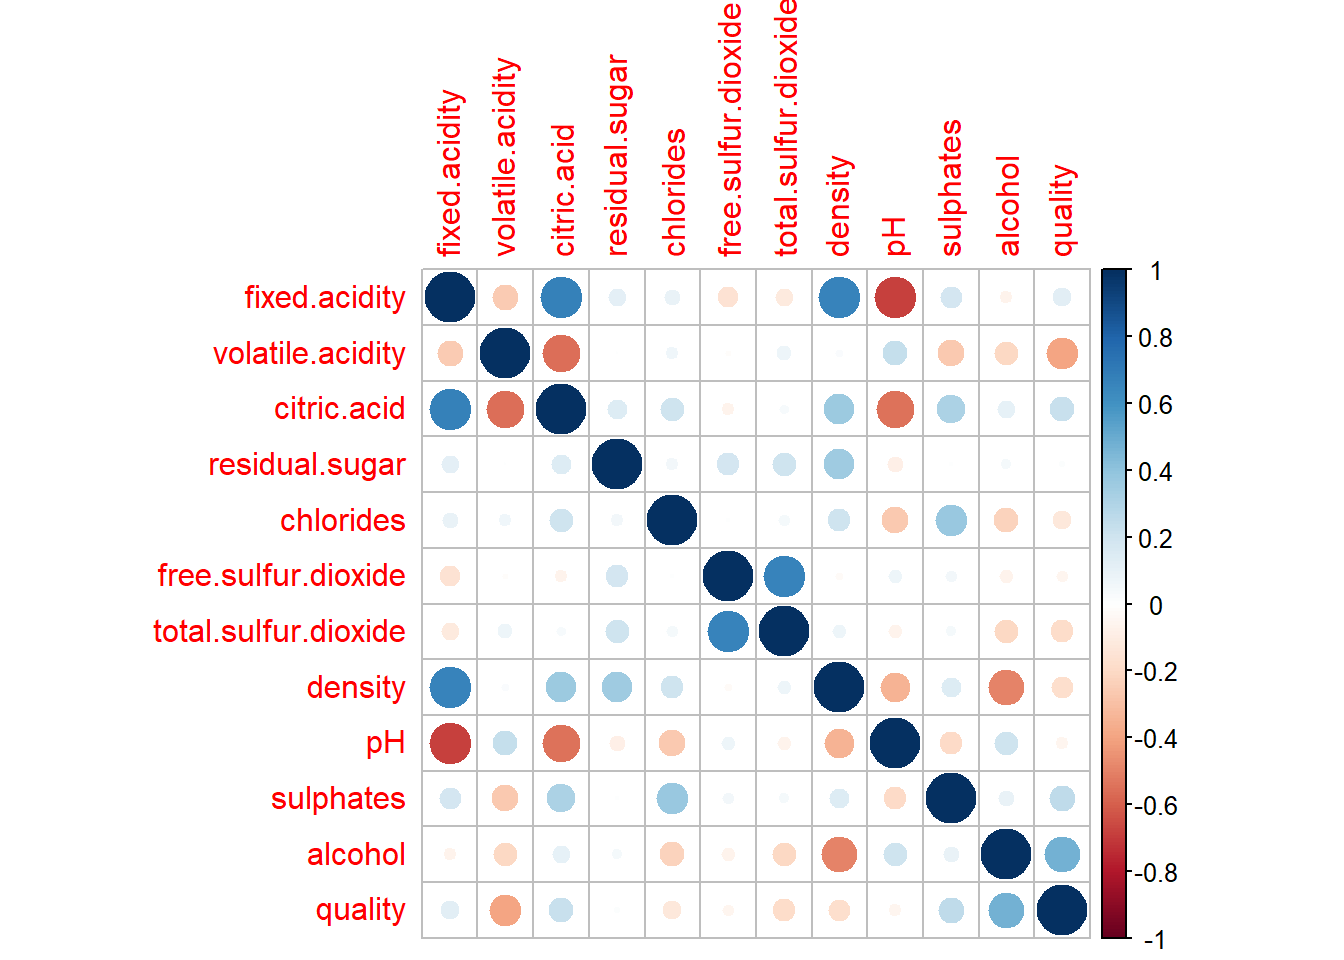 fixed.acidity
volatile.acidity
citric.acid
residual.sugar
chlorides
free.sulfur.dioxide
total.sulfur.dioxide
density
pH
sulphates
alcohol
quality
fixed.acidity
volatile.acidity
citric.acid
residual.sugar
chlorides
free.sulfur.dioxide
total.sulfur.dioxide
density
pH
sulphates
alcohol
quality
1
0.8
0.6
0.4
0.2
0
-0.2
-0.4
-0.6
-0.8
-1